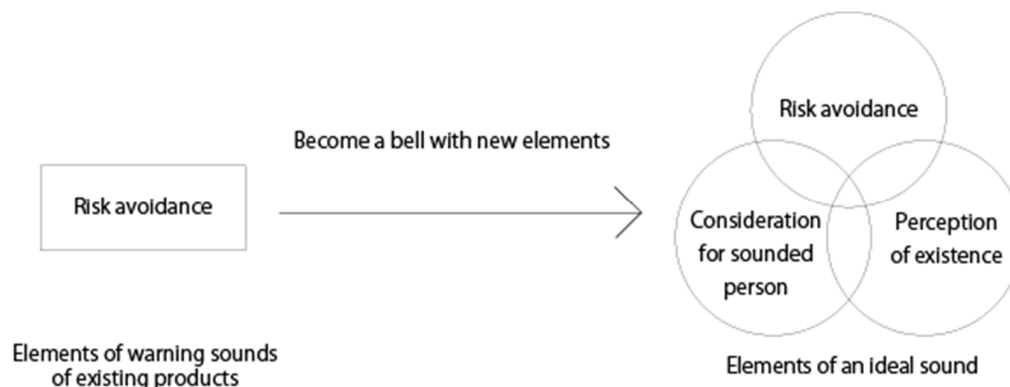 Risk avoidance
Become a bell with new elements
Risk avoidance
Consideration
for sounded
person
Perception
of existence
Elements of warning sounds
of existing products
Elements of an ideal sound